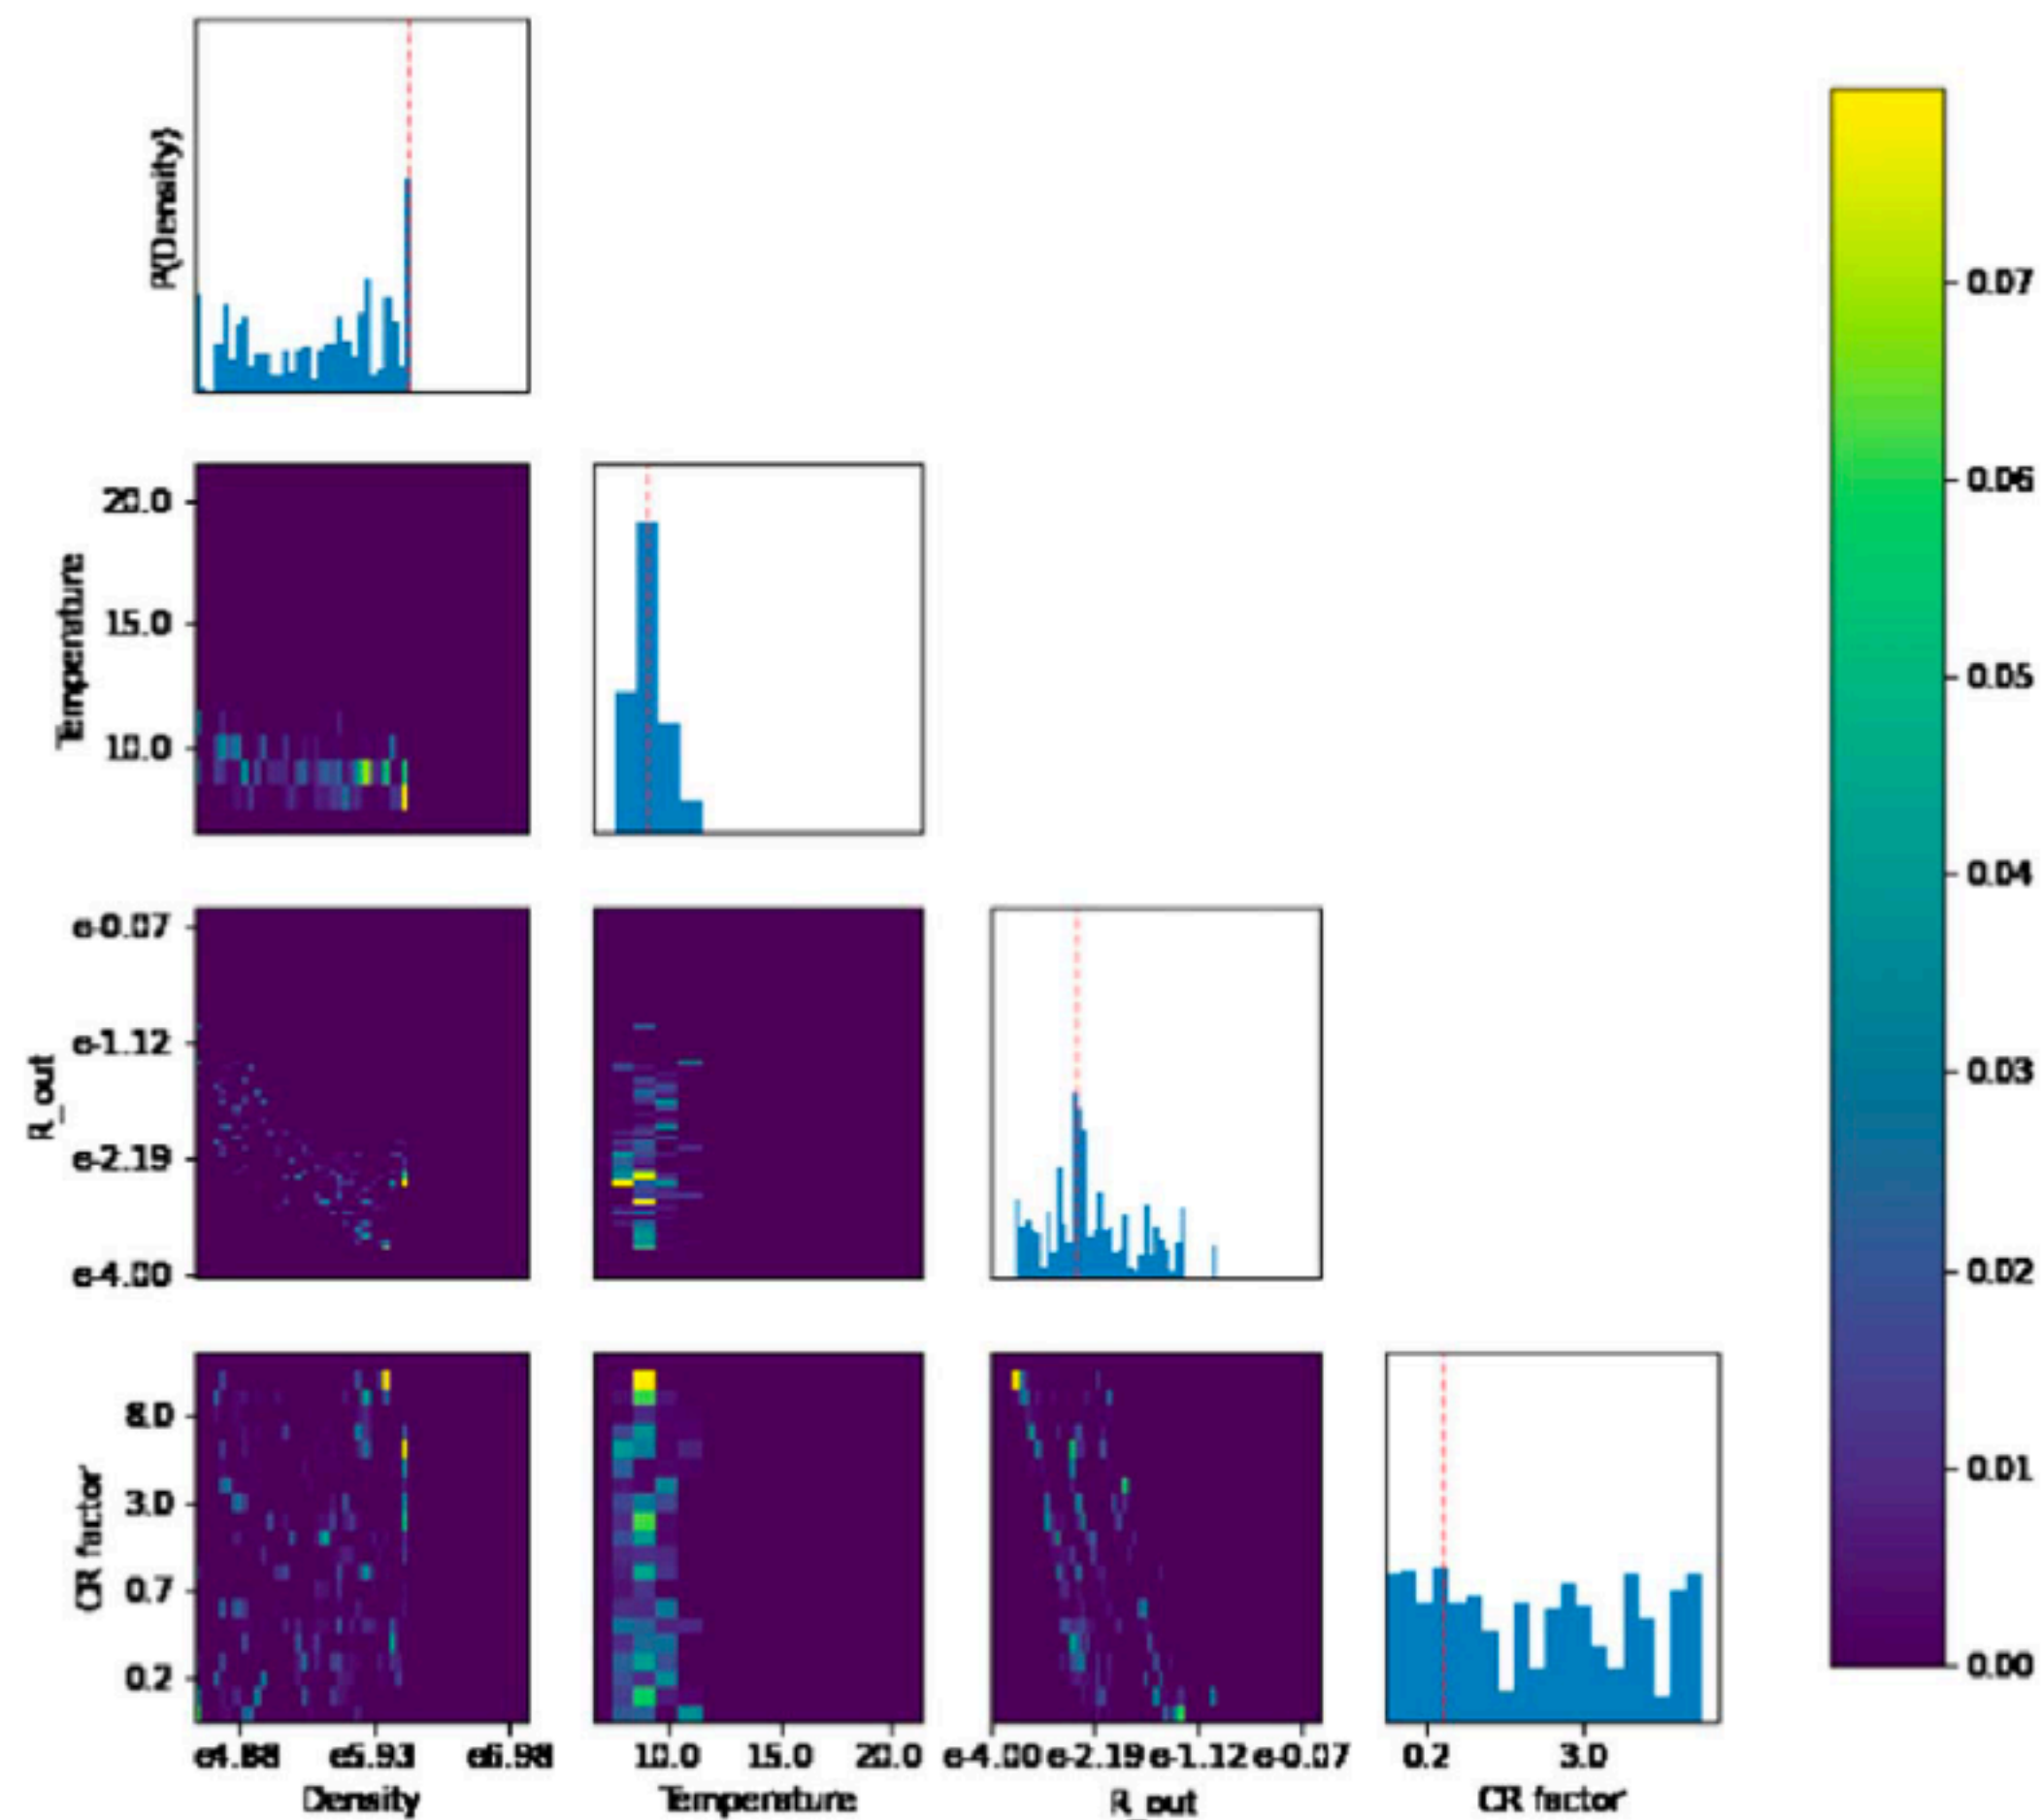 P(Density)
Temperature
20.0
15.0
10.0
R_out
e-0.07
e-1.12
e-2.19
e-4.00
CR factor
8.0
3.0
0.7
0.2
e4.88 e5.93 e6.98
Density
10.0 15.0 20.0
Temperature
e-4.00 e-2.19 e-1.12 e-0.07
R_out
0.2 3.0
CR factor
0.07
0.06
0.05
0.04
0.03
0.02
0.01
0.00